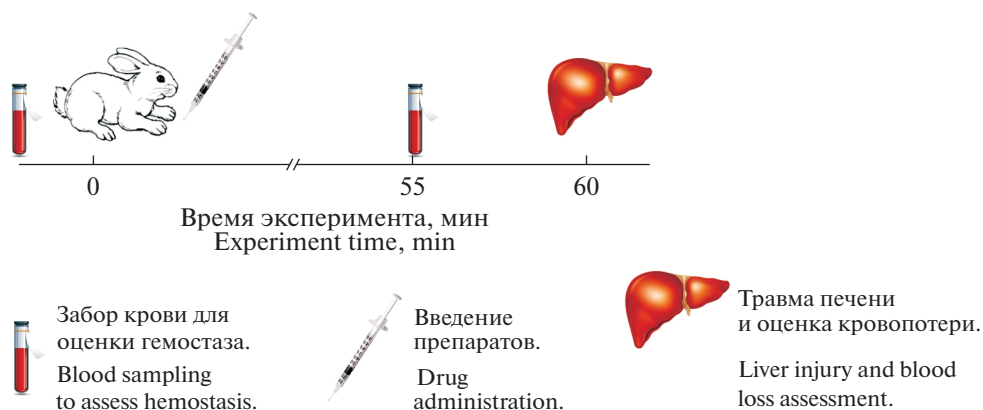 0
55
60
Время эксперимента, мин
Experiment time, min
Забор крови для
оценки гемостаза.
Blood sampling
to assess hemostasis.
Введение
препаратов.
Drug
administration.
Травма печени
и оценка кровопотери.
Liver injury and blood
loss assessment.